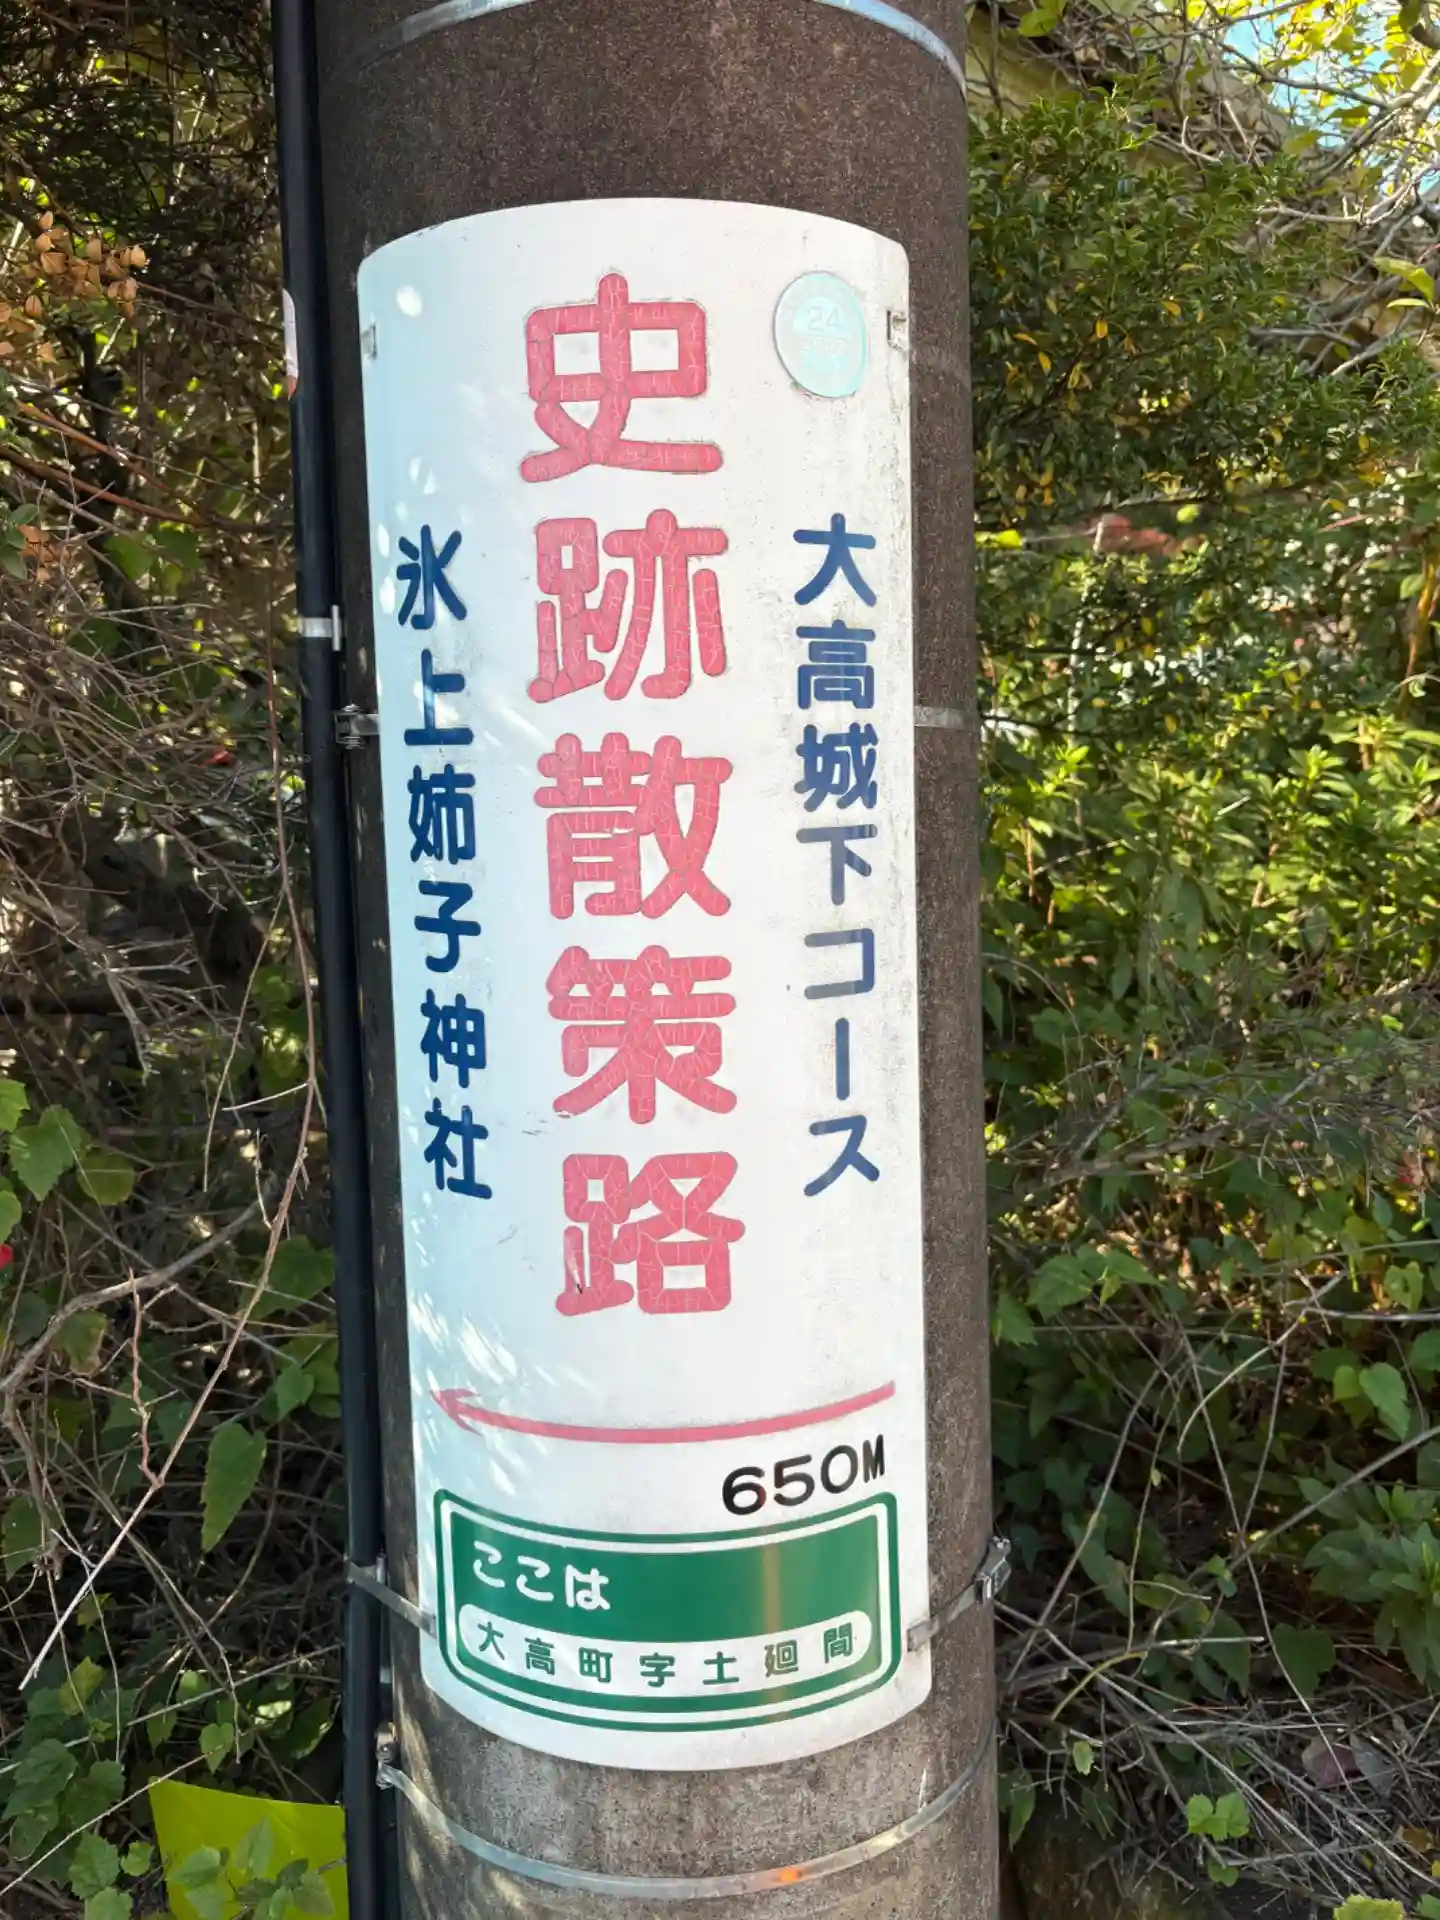 大高城下コース
史跡散策路
氷上姉子神社
650M
ここは
大高町字土廻間
24